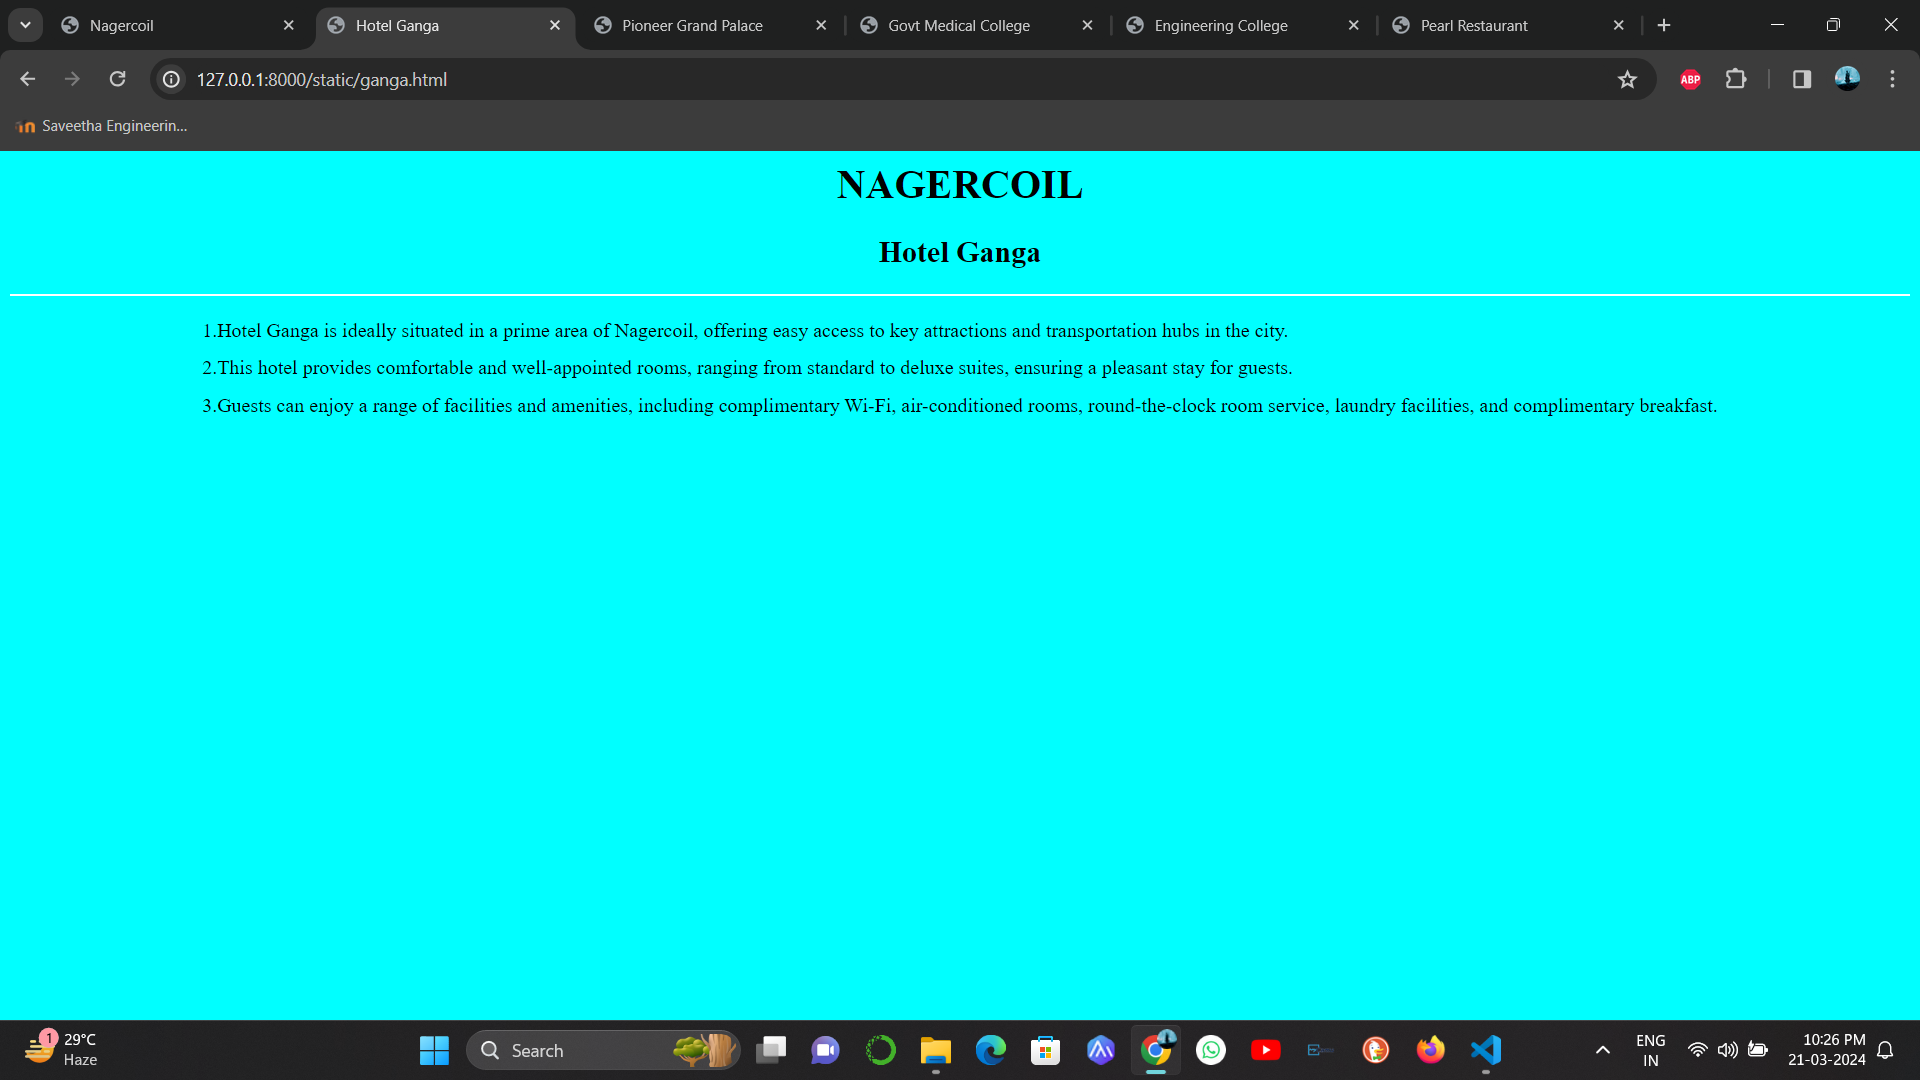 Nagercoil
Hotel Ganga
Pioneer Grand Palace
Govt Medical College
Engineering College
Pearl Restaurant
127.0.0.1:8000/static/ganga.html
ABP
Saveetha Engineerin...
NAGERCOIL
Hotel Ganga
1.Hotel Ganga is ideally situated in a prime area of Nagercoil, offering easy access to key attractions and transportation hubs in the city.
2.This hotel provides comfortable and well-appointed rooms, ranging from standard to deluxe suites, ensuring a pleasant stay for guests.
3.Guests can enjoy a range of facilities and amenities, including complimentary Wi-Fi, air-conditioned rooms, round-the-clock room service, laundry facilities, and complimentary breakfast.
1
29°C
Haze
Search
ENG
IN
10:26 PM
21-03-2024